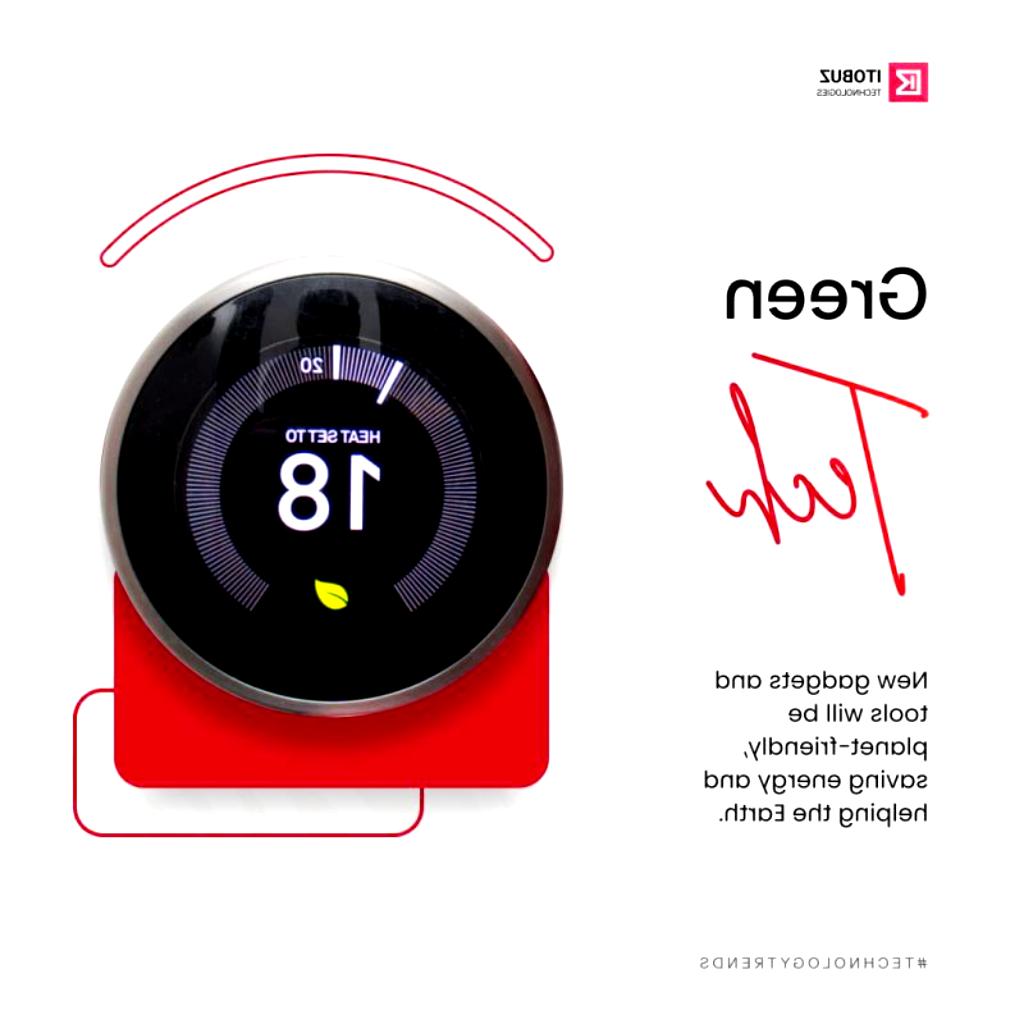 ITOBUZ
TECHNOLOGIES
Green
Tech
20
HEAT SET TO
18
New gadgets and
tools will be
planet-friendly,
saving energy and
helping the Earth.
#TECHNOLOGYTRENDS